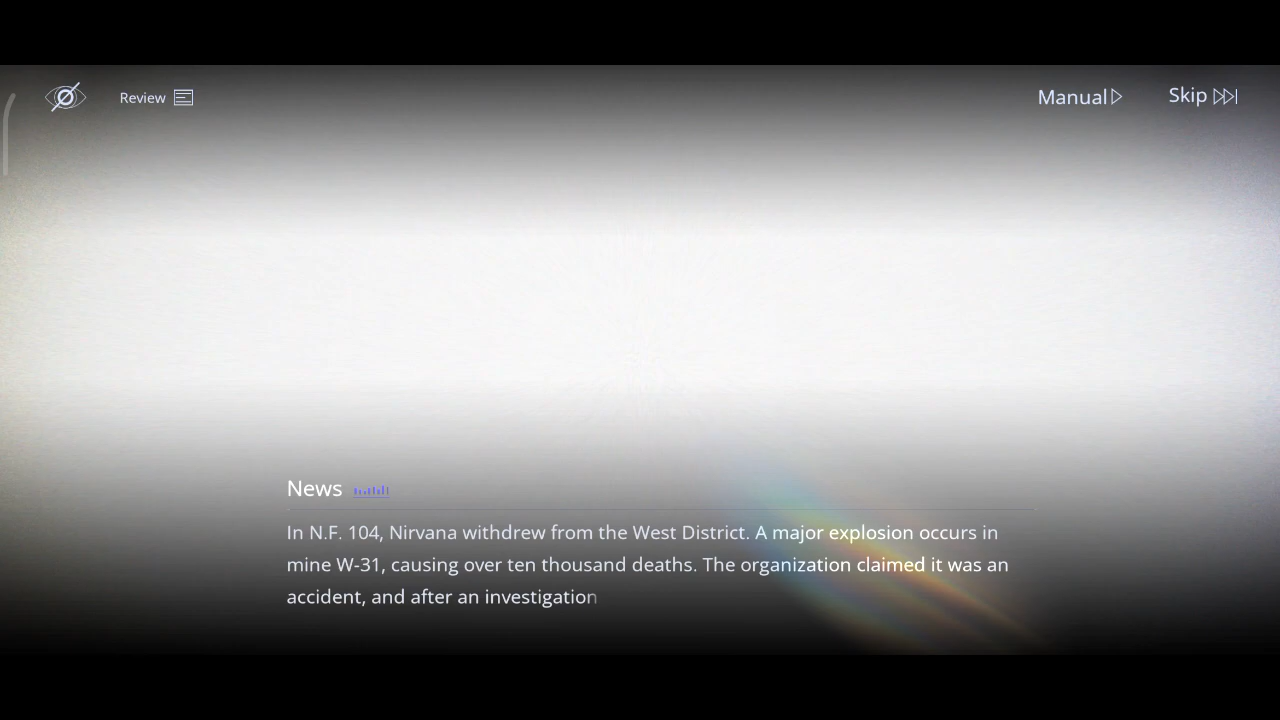 Review
Manual
Skip
News
In N.F. 104, Nirvana withdrew from the West District. A major explosion occurs in
mine W-31, causing over ten thousand deaths. The organization claimed it was an
accident, and after an investigation